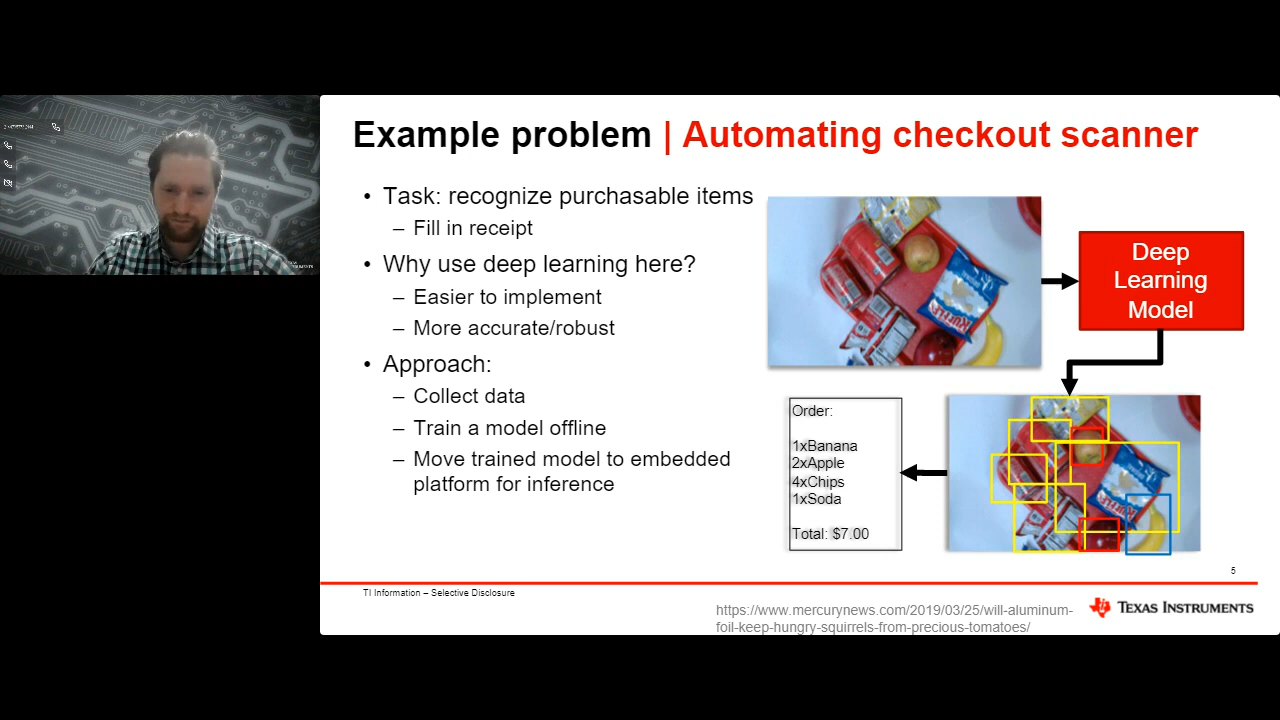 Example problem | Automating checkout scanner
• Task: recognize purchasable items
– Fill in receipt
• Why use deep learning here?
– Easier to implement
– More accurate/robust
• Approach:
– Collect data
– Train a model offline
– Move trained model to embedded
platform for inference
Deep
Learning
Model
RUFFLES
Order:
1xBanana
2xApple
4xChips
1xSoda
Total: $7.00
5
TI Information – Selective Disclosure
https://www.mercurynews.com/2019/03/25/will-aluminum-
foil-keep-hungry-squirrels-from-precious-tomatoes/
TEXAS INSTRUMENTS